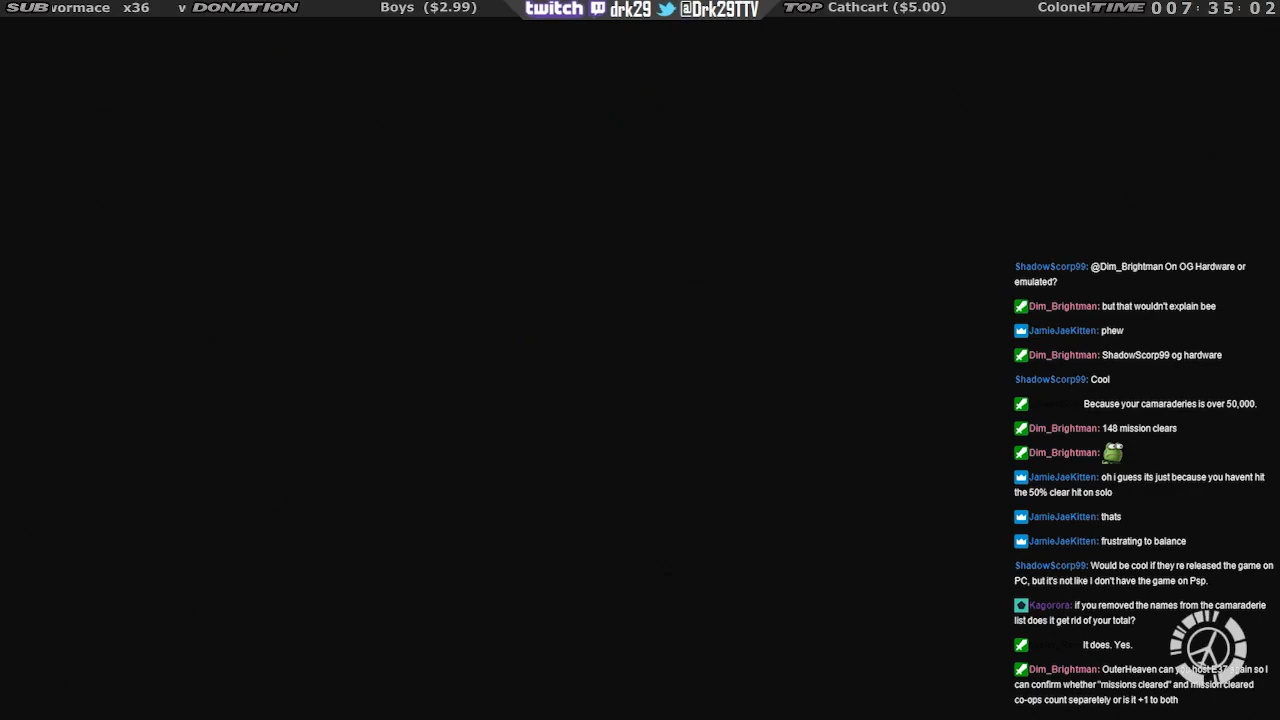 SUB vormace x36 v DONATION Boys ($2.99) twitch drk29 @Drk29TTV TOP Cathcart ($5.00) Colonel TIME 007:35:02
ShadowScorp99: @Dim_Brightman On OG Hardware or
emulated?
Dim_Brightman: but that wouldn't explain bee
JamieJaeKitten: phew
Dim_Brightman: ShadowScorp99 og hardware
ShadowScorp99: Cool
Because your camaraderies is over 50,000.
Dim_Brightman: 148 mission clears
Dim_Brightman:
JamieJaeKitten: oh i guess its just because you havent hit
the 50% clear hit on solo
JamieJaeKitten: thats
JamieJaeKitten: frustrating to balance
ShadowScorp99: Would be cool if they re released the game on
PC, but it's not like I don't have the game on Psp.
Kagorora: if you removed the names from the camaraderie
list does it get rid of your total?
It does. Yes.
Dim_Brightman: OuterHeaven can you host E37 again so I
can confirm whether "missions cleared" and mission cleared
co-ops count separately or is it +1 to both